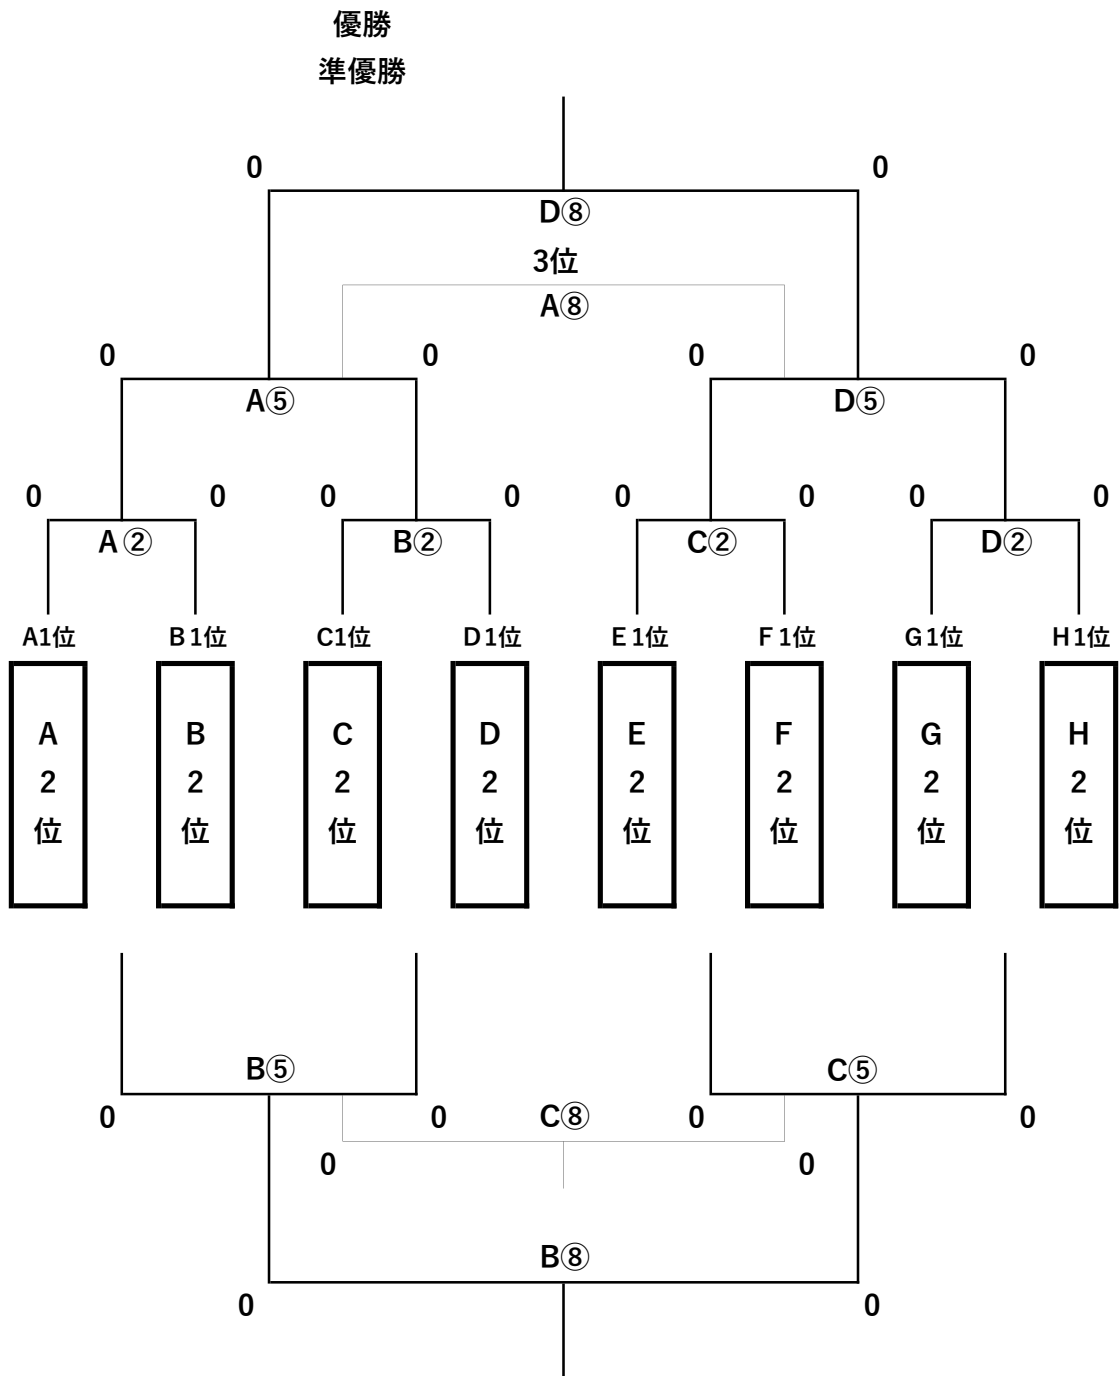 優勝
準優勝
0 0
D⑧
3位
A⑧
0 0 0 0
A⑤ D⑤
0 0 0 0 0 0 0 0
A② B② C② D②
A1位 B1位 C1位 D1位 E1位 F1位 G1位 H1位
A B C D E F G H
2 2 2 2 2 2 2 2
位 位 位 位 位 位 位 位
B⑤ C⑤
0 0 C⑧ 0 0
0 0
B⑧
0 0